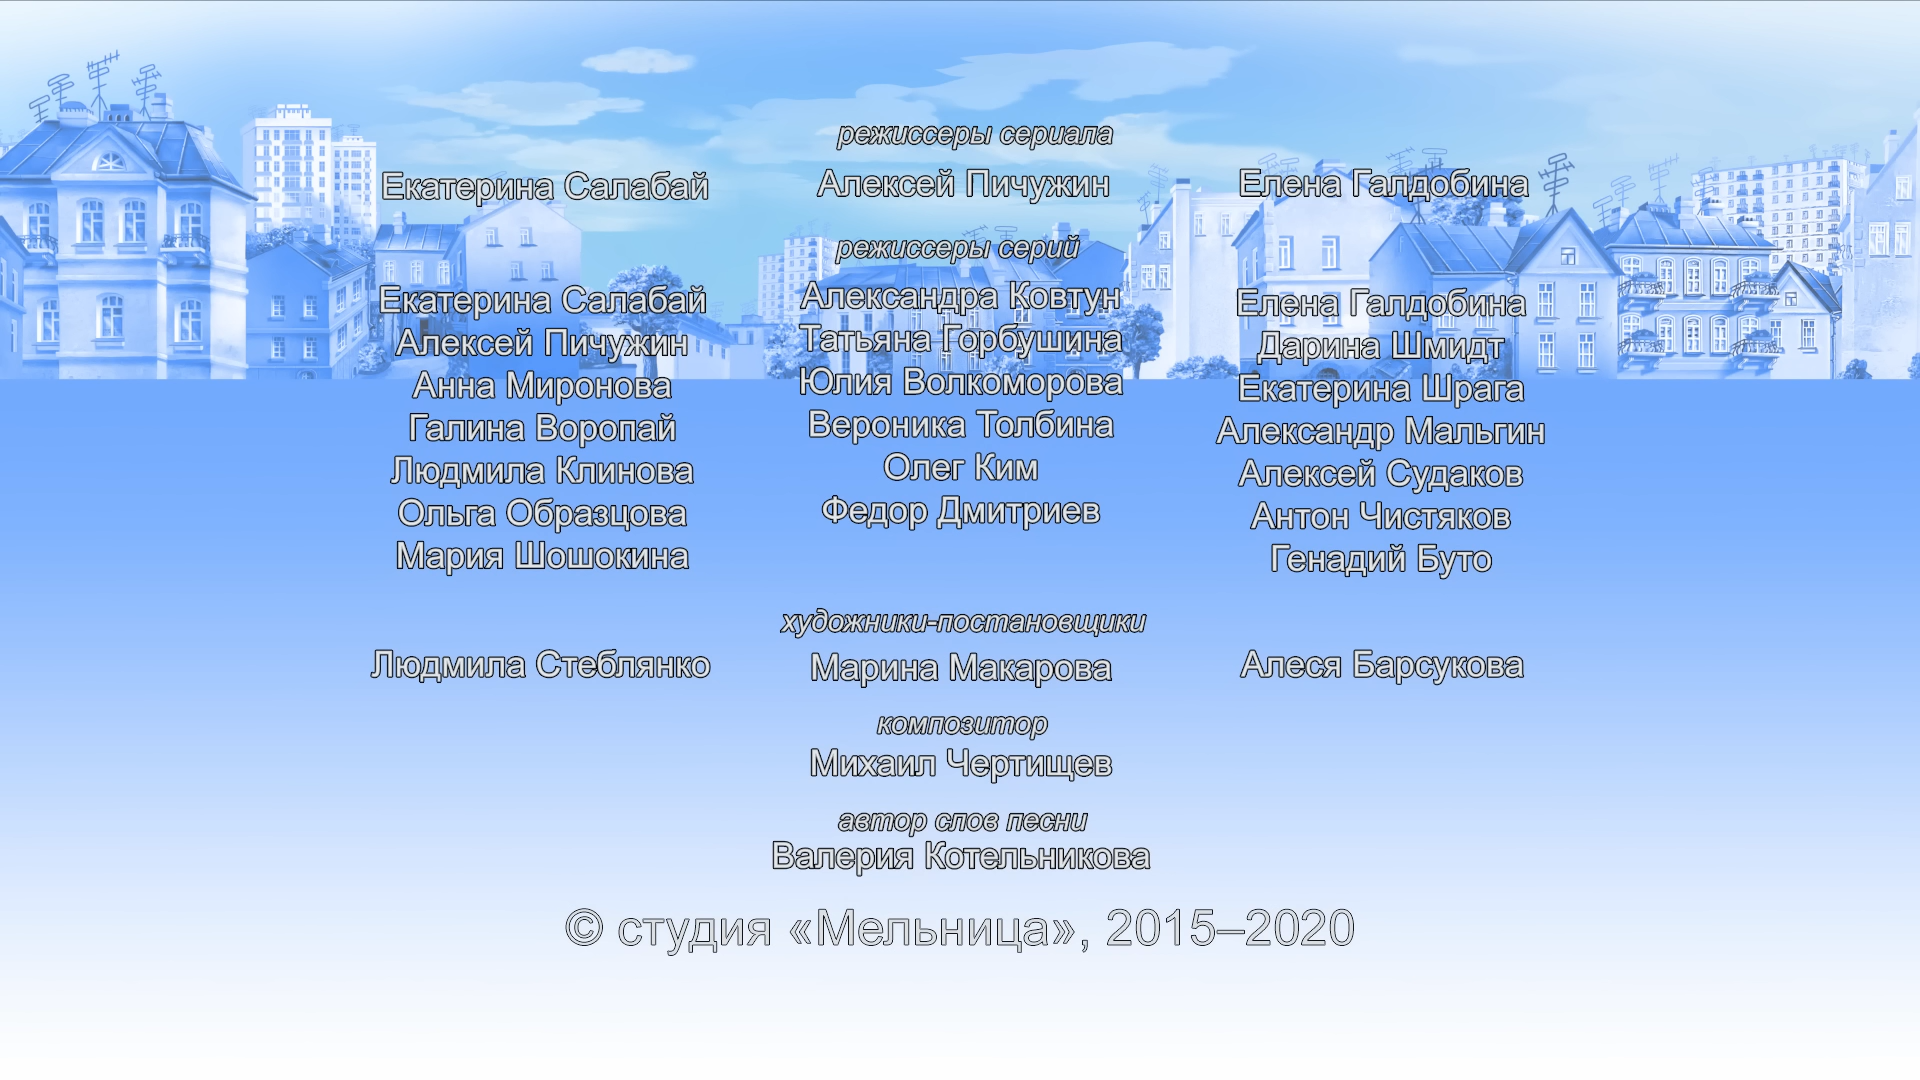 режиссеры сериала
Екатерина Салабай Алексей Пичужин Елена Галдобина
режиссеры серий
Екатерина Салабай Александра Ковтун Елена Галдобина
Алексей Пичужин Татьяна Горбушина Дарина Шмидт
Анна Миронова Юлия Волкоморова Екатерина Шрага
Галина Воропай Вероника Толбина Александр Мальгин
Людмила Клинова Олег Ким Алексей Судаков
Ольга Образцова Федор Дмитриев Антон Чистяков
Мария Шошокина Генадий Буто
художники-постановщики
Людмила Стеблянко Марина Макарова Алеся Барсукова
композитор
Михаил Чертищев
автор слов песни
Валерия Котельникова
© студия «Мельница», 2015–2020